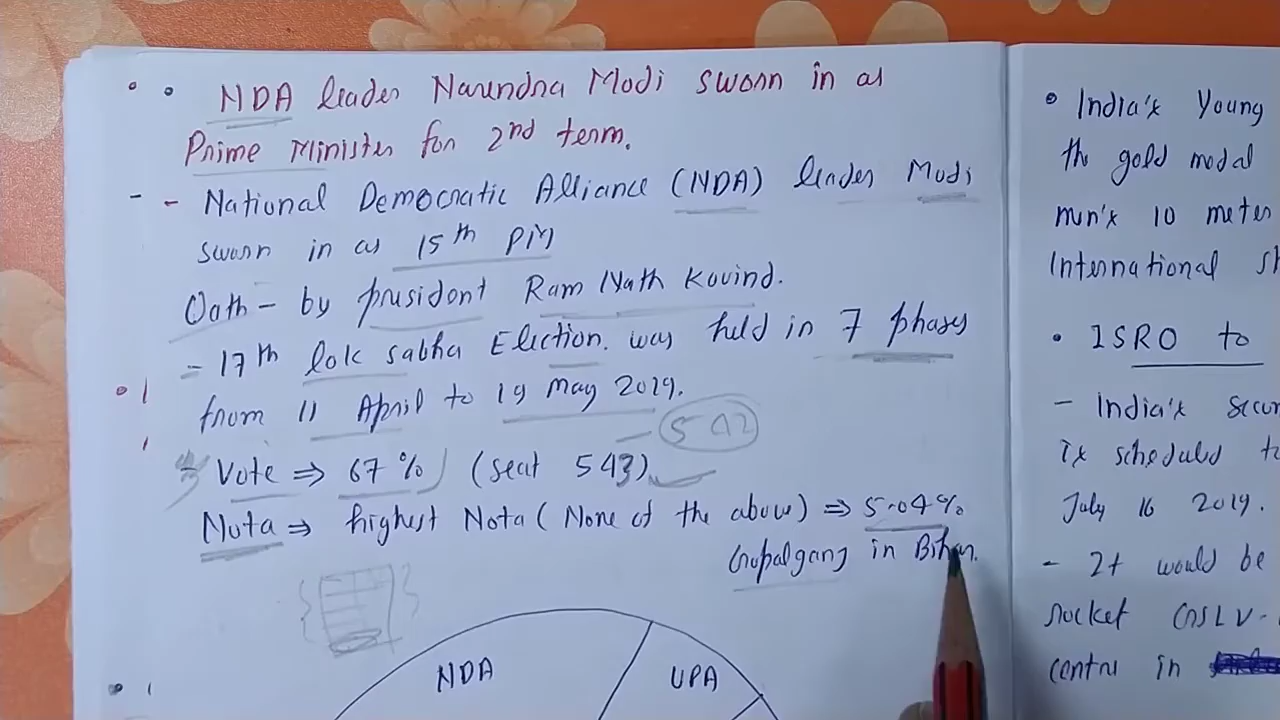 NDA leader Narendra Modi sworn in as
Prime Minister for 2nd term.
- National Democratic Alliance (NDA) leader Modi
sworn in as 15th PM
Oath - by president Ram Nath Kovind.
- 17th lok sabha Election. was held in 7 phases
from 11 April to 19 May 2019.
542
Vote ⇒ 67% (seat 543)
Nota ⇒ highest Nota (None of the above) ⇒ 5.04%
Gopalganj in Bihar.
NDA
UPA
India's Young
the gold medal
men's 10 meter
International Sh
ISRO to
- India's Secon
is scheduled to
July 16 2019.
- It would be
rocket GSLV-
centre in